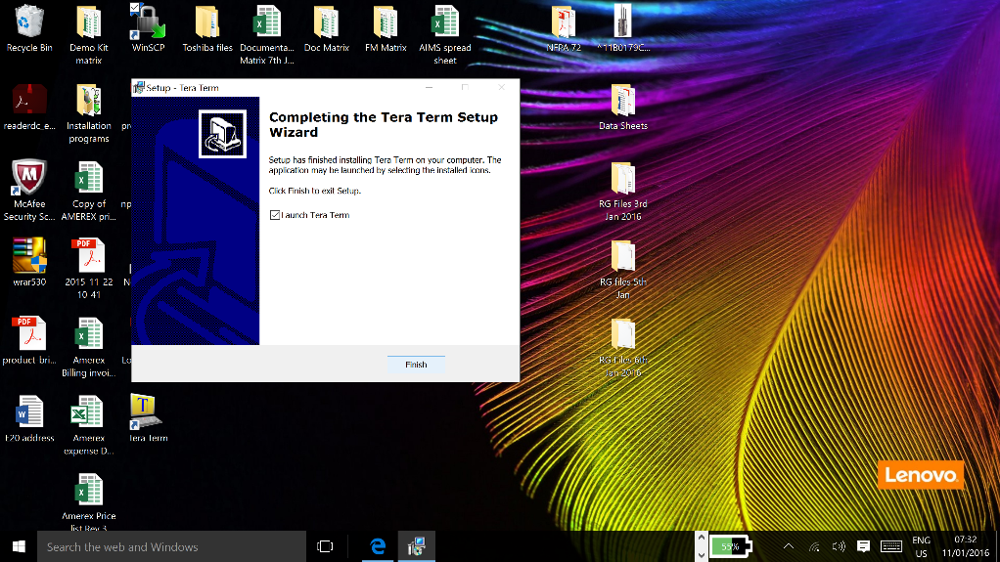 Recycle Bin
Demo Kit
matrix
WinSCP
Toshiba files
Documenta...
Matrix 7th J...
Doc Matrix
FM Matrix
AIMS spread
sheet
NFPA 72
^11B0179C...
readerdc_e...
Installation
programs
Data Sheets
McAfee
Security Sc...
Copy of
AMEREX pri...
RG Files 3rd
Jan 2016
wrar530
PDF
2015-11-22
10-41
RG files 5th
Jan
PDF
product-bri...
Amerex
Billing invoi...
RG Files 6th
Jan 2016
E20 address
Amerex
expense D...
Tera Term
Amerex Price
list Rev 3
Setup - Tera Term
Completing the Tera Term Setup
Wizard
Setup has finished installing Tera Term on your computer. The
application may be launched by selecting the installed icons.
Click Finish to exit Setup.
Launch Tera Term
Finish
Lenovo
Search the web and Windows
55%
ENG
US
07:32
11/01/2016